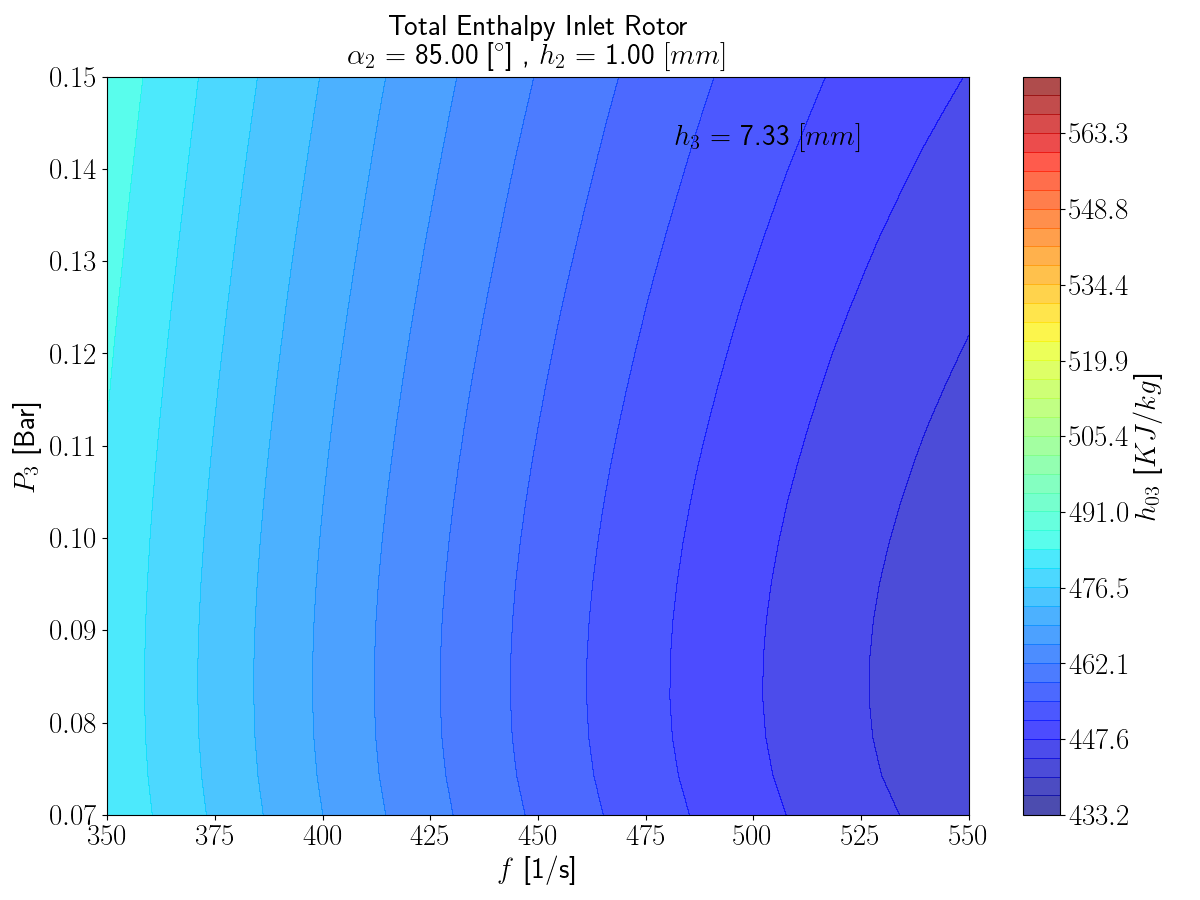 Total Enthalpy Inlet Rotor
α₂ = 85.00 [°] , h₂ = 1.00 [mm]
h₃ = 7.33 [mm]
0.15
0.14
0.13
0.12
0.11
0.10
0.09
0.08
0.07
P₃ [Bar]
350 375 400 425 450 475 500 525 550
f [1/s]
563.3
548.8
534.4
519.9
505.4
491.0
476.5
462.1
447.6
433.2
h₀₃ [KJ/kg]